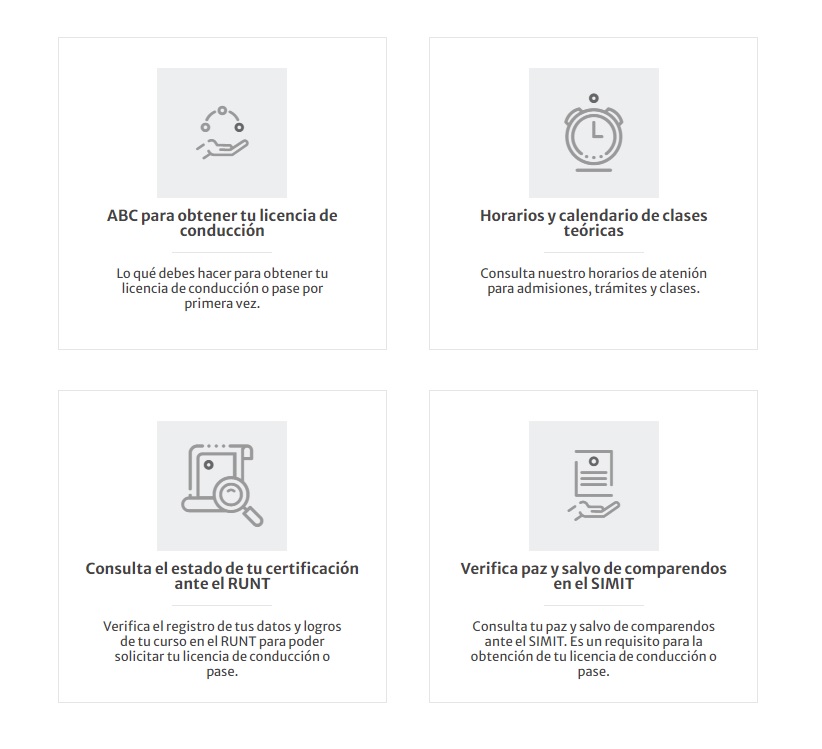 ABC para obtener tu licencia de
conducción
Lo qué debes hacer para obtener tu
licencia de conducción o pase por
primera vez.
Horarios y calendario de clases
teóricas
Consulta nuestro horarios de atenión
para admisiones, trámites y clases.
Consulta el estado de tu certificación
ante el RUNT
Verifica el registro de tus datos y logros
de tu curso en el RUNT para poder
solicitar tu licencia de conducción o
pase.
Verifica paz y salvo de comparendos
en el SIMIT
Consulta tu paz y salvo de comparendos
ante el SIMIT. Es un requisito para la
obtención de tu licencia de conducción o
pase.